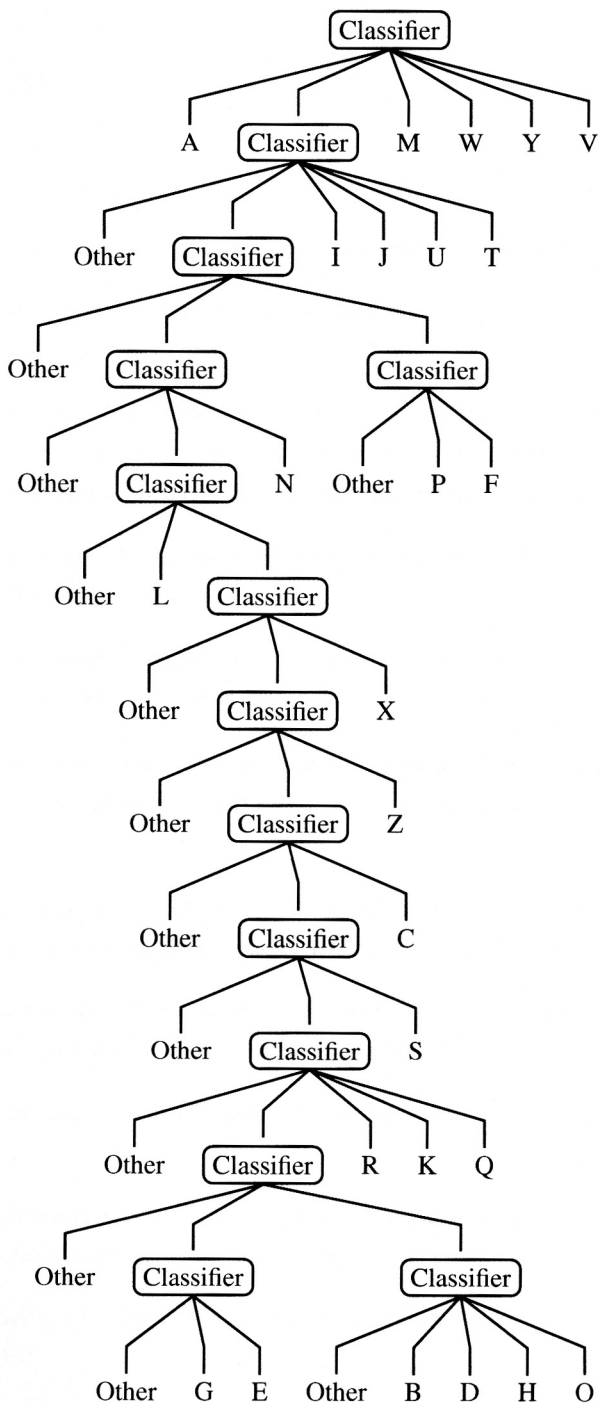 Classifier
A Classifier M W Y V
Other Classifier I J U T
Other Classifier Classifier
Other Classifier N Other P F
Other L Classifier
Other Classifier X
Other Classifier Z
Other Classifier C
Other Classifier S
Other Classifier R K Q
Other Classifier Classifier
Other G E Other B D H O